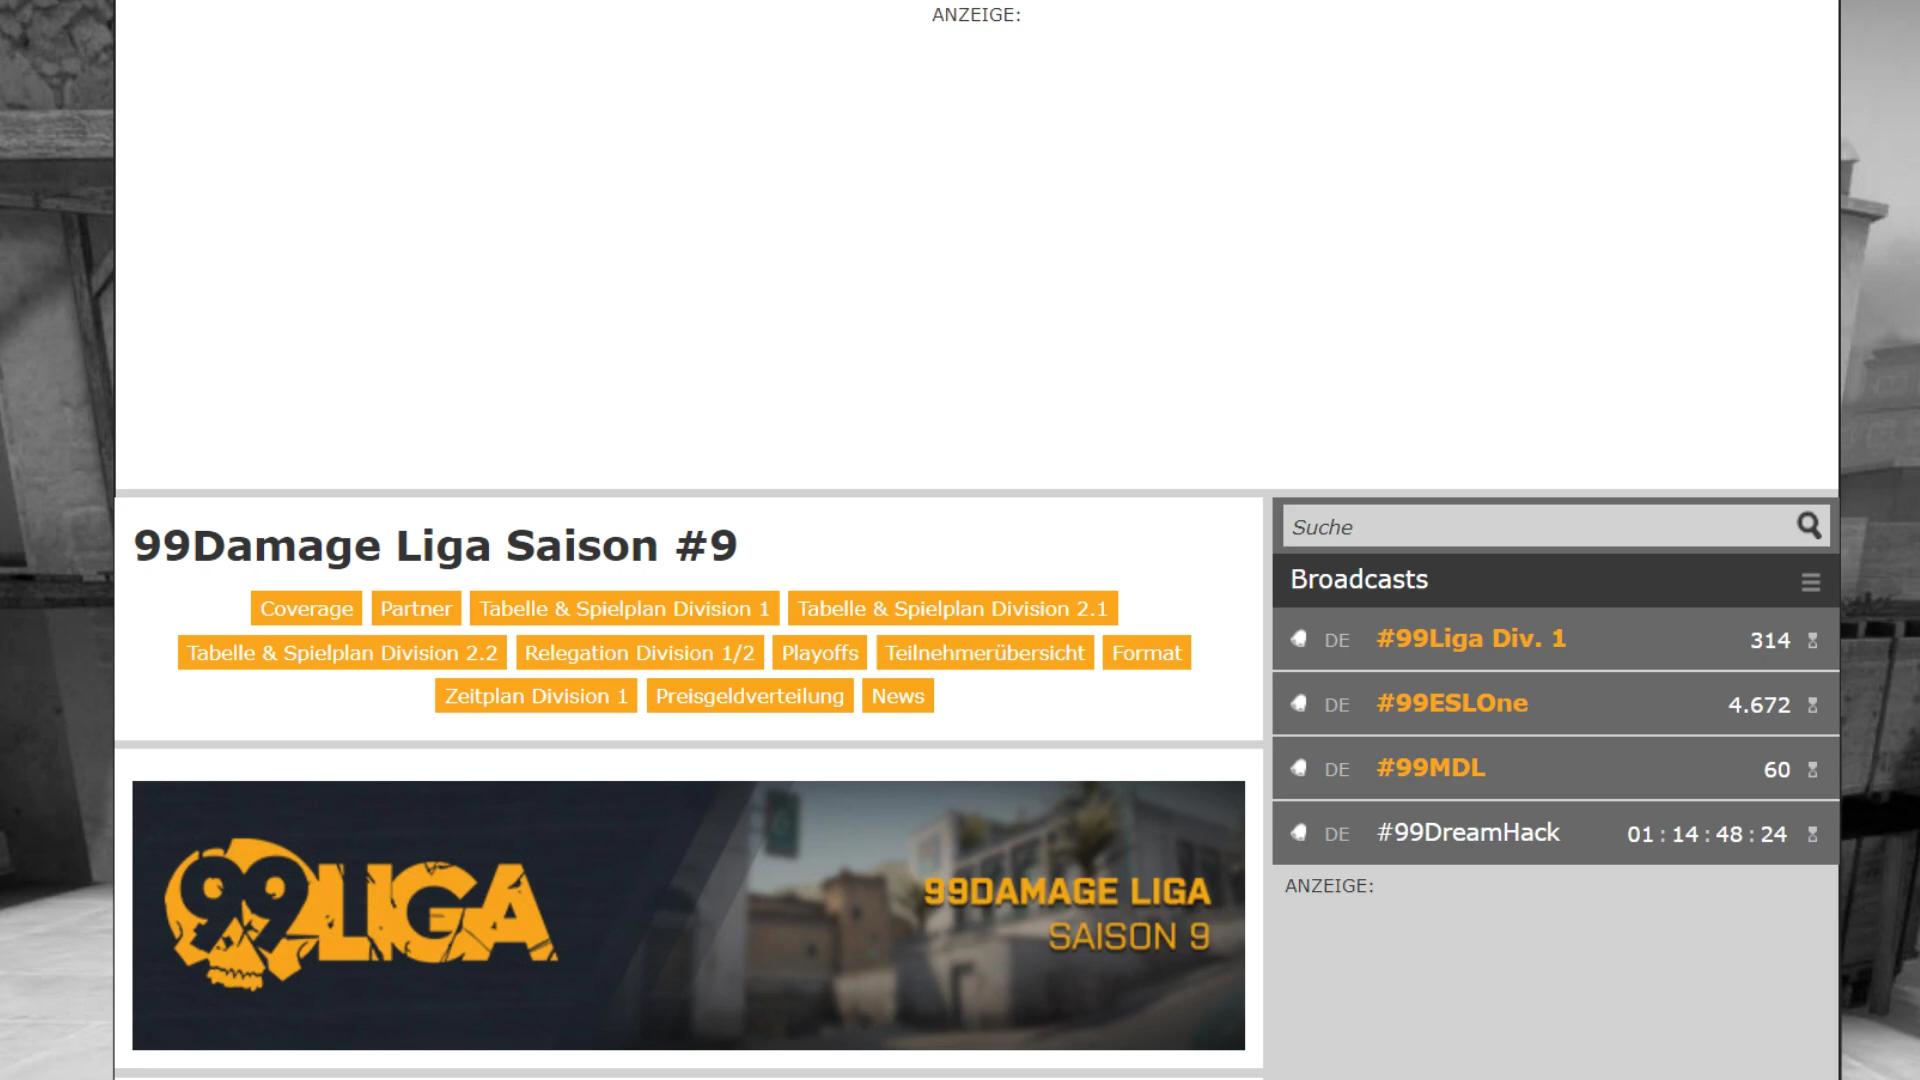 ANZEIGE:
99Damage Liga Saison #9
Coverage Partner Tabelle & Spielplan Division 1 Tabelle & Spielplan Division 2.1
Tabelle & Spielplan Division 2.2 Relegation Division 1/2 Playoffs Teilnehmerübersicht Format
Zeitplan Division 1 Preisgeldverteilung News
99LIGA
99DAMAGE LIGA
SAISON 9
Suche
Broadcasts
DE #99Liga Div. 1 314
DE #99ESLOne 4.672
DE #99MDL 60
DE #99DreamHack 01:14:48:24
ANZEIGE: